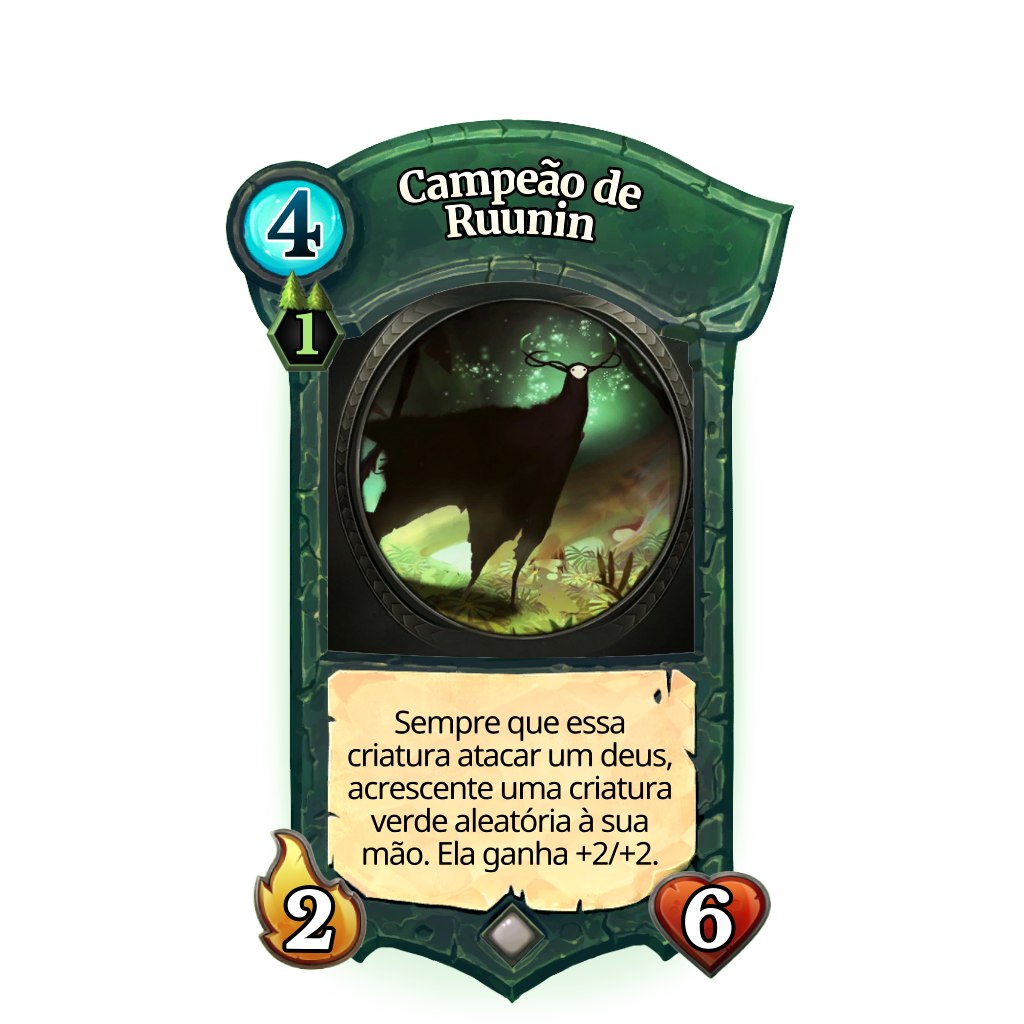 4
Campeão de
Ruunin
1
Sempre que essa
criatura atacar um deus,
acrescente uma criatura
verde aleatória à sua
mão. Ela ganha +2/+2.
2
6